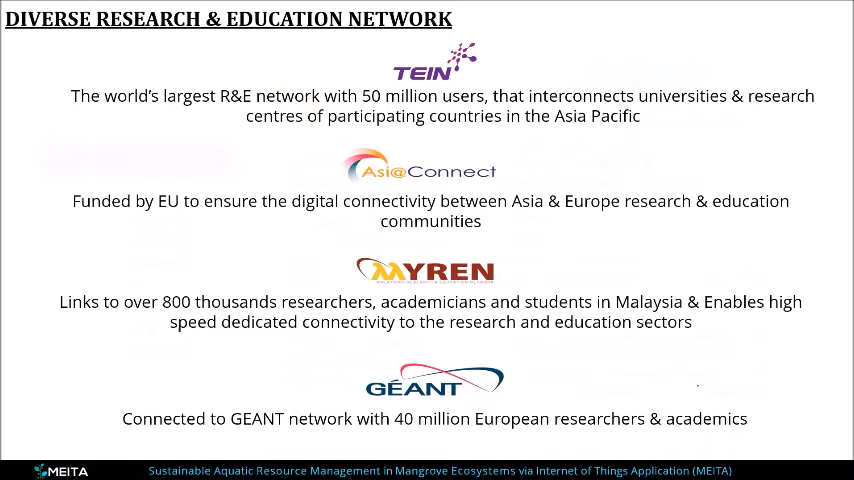 DIVERSE RESEARCH & EDUCATION NETWORK
TEIN
The world's largest R&E network with 50 million users, that interconnects universities & research
centres of participating countries in the Asia Pacific
Asi@Connect
Funded by EU to ensure the digital connectivity between Asia & Europe research & education
communities
MYREN
MALAYSIAN RESEARCH & EDUCATION NETWORK
Links to over 800 thousands researchers, academicians and students in Malaysia & Enables high
speed dedicated connectivity to the research and education sectors
GÉANT
Connected to GEANT network with 40 million European researchers & academics
MEITA
Sustainable Aquatic Resource Management in Mangrove Ecosystems via Internet of Things Application (MEITA)